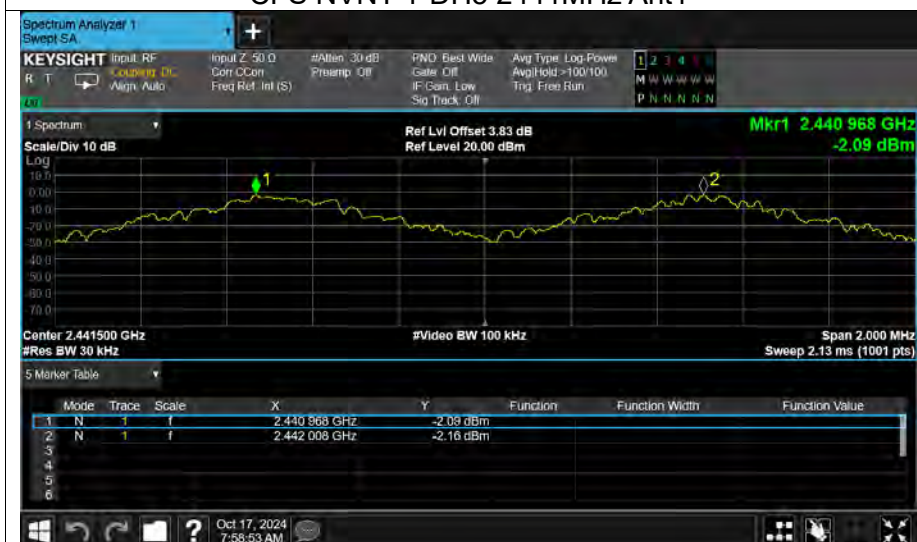 CFS NVNT 1-DH5 2441MHz Ant1
Spectrum Analyzer 1
Swept SA
KEYSIGHT Input: RF Input Z: 50 Ω #Atten: 30 dB PNO: Best Wide Avg Type: Log-Power 1 2 3 4 5 6
R T Coupling: DC Corr CCorr Preamp: Off Gate: Off Avg|Hold: >100/100 M W W W W W
Align: Auto Freq Ref: Int (S) IF Gain: Low Trig: Free Run
Sig Track: Off P N N N N N
1 Spectrum
Ref Lvl Offset 3.83 dB Mkr1 2.440 968 GHz
Scale/Div 10 dB Ref Level 20.00 dBm -2.09 dBm
Log
10.0
0.00
-10.0
-20.0
-30.0
-40.0
-50.0
-60.0
-70.0
1
2
Center 2.441500 GHz #Video BW 100 kHz Span 2.000 MHz
#Res BW 30 kHz Sweep 2.13 ms (1001 pts)
5 Marker Table
Mode Trace Scale X Y Function Function Width Function Value
1 N 1 f 2.440 968 GHz -2.09 dBm
2 N 1 f 2.442 008 GHz -2.16 dBm
3
4
5
6
? Oct 17, 2024
7:58:53 AM